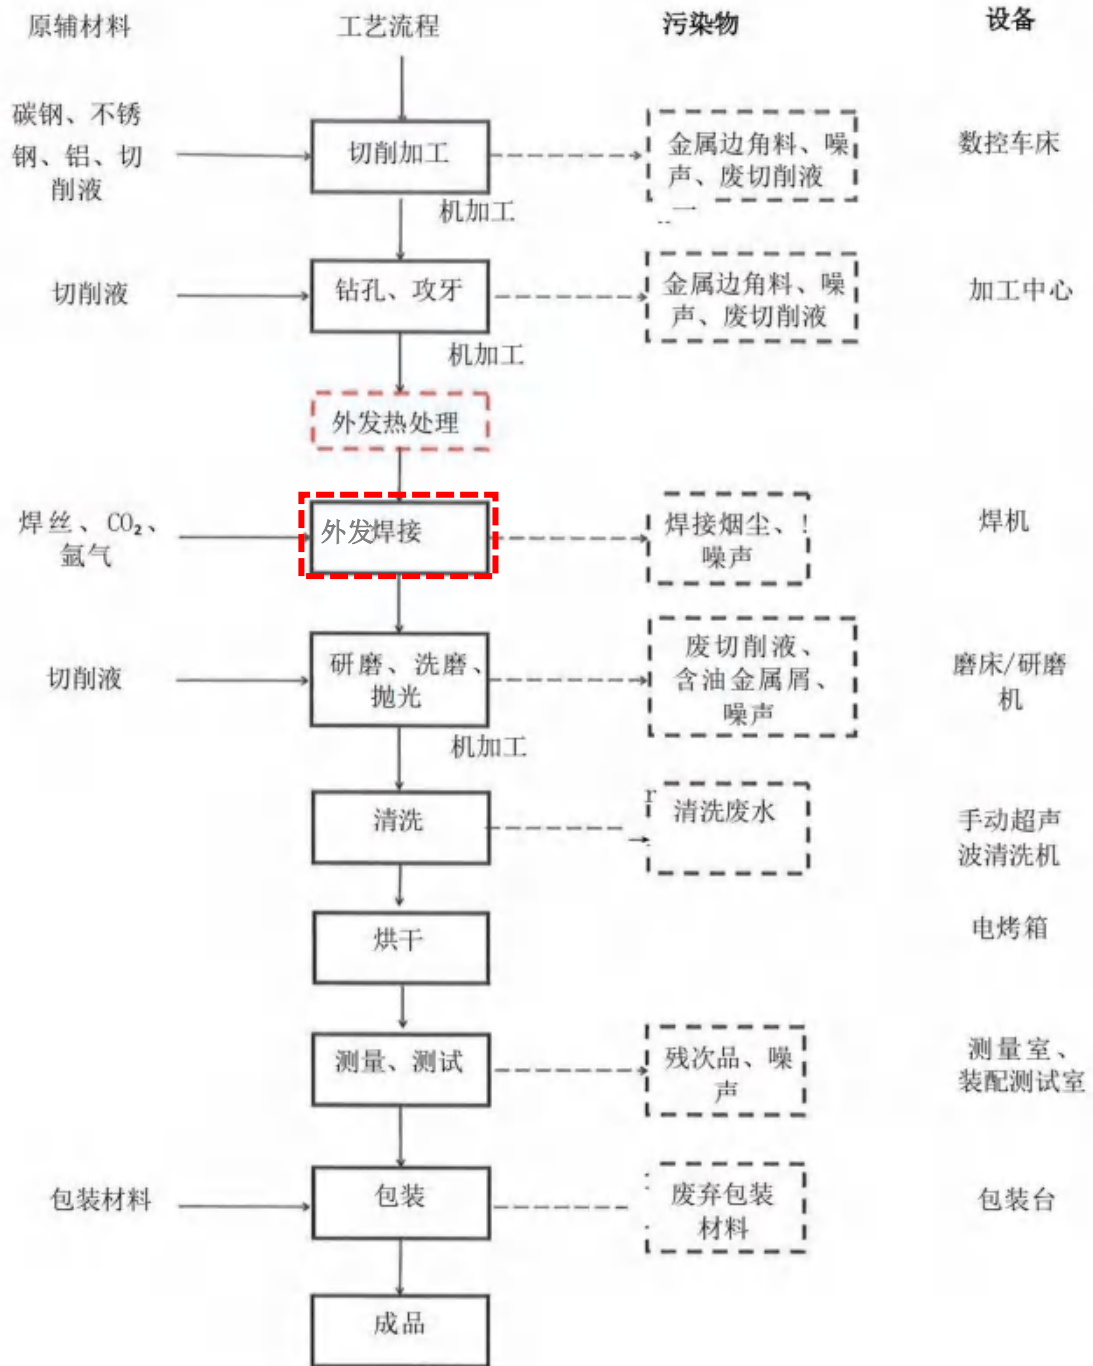 原辅材料
工艺流程
污染物
设备
碳钢、不锈
钢、铝、切
削液
切削加工
金属边角料、噪
声、废切削液
数控车床
机加工
切削液
钻孔、攻牙
金属边角料、噪
声、废切削液
加工中心
机加工
外发热处理
焊丝、CO₂、
氩气
外发焊接
焊接烟尘、
噪声
焊机
切削液
研磨、洗磨、
抛光
废切削液、
含油金属屑、
噪声
磨床/研磨
机
机加工
清洗
清洗废水
手动超声
波清洗机
烘干
电烤箱
测量、测试
残次品、噪
声
测量室、
装配测试室
包装材料
包装
废弃包装
材料
包装台
成品